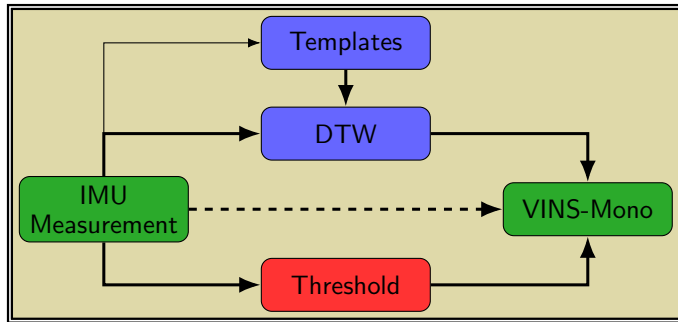 Templates
DTW
IMU
Measurement
VINS-Mono
Threshold